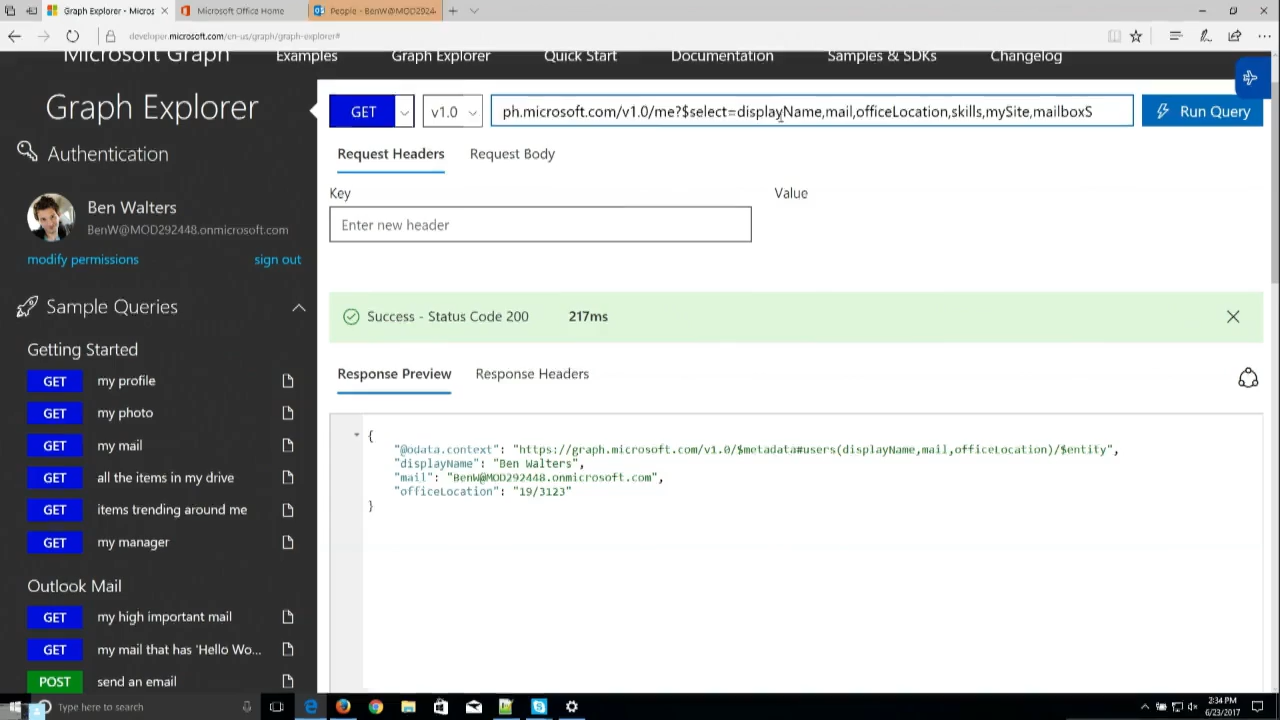 Graph Explorer - Micros
Microsoft Office Home
People - BenW@MOD2924
developer.microsoft.com/en-us/graph/graph-explorer#
Microsoft Graph
Examples
Graph Explorer
Quick Start
Documentation
Samples & SDKs
Changelog
Graph Explorer
GET
v1.0
ph.microsoft.com/v1.0/me?$select=displayName,mail,officeLocation,skills,mySite,mailboxS
Run Query
Authentication
Request Headers
Request Body
Key
Value
Enter new header
Ben Walters
BenW@MOD292448.onmicrosoft.com
modify permissions
sign out
Success - Status Code 200
217ms
Sample Queries
Getting Started
GET my profile
GET my photo
GET my mail
GET all the items in my drive
GET items trending around me
GET my manager
Outlook Mail
GET my high important mail
GET my mail that has 'Hello Wo...
POST send an email
Response Preview
Response Headers
{
"@odata.context": "https://graph.microsoft.com/v1.0/$metadata#users(displayName,mail,officeLocation)/$entity",
"displayName": "Ben Walters",
"mail": "BenW@MOD292448.onmicrosoft.com",
"officeLocation": "19/3123"
}
Type here to search
2:34 PM
6/23/2017